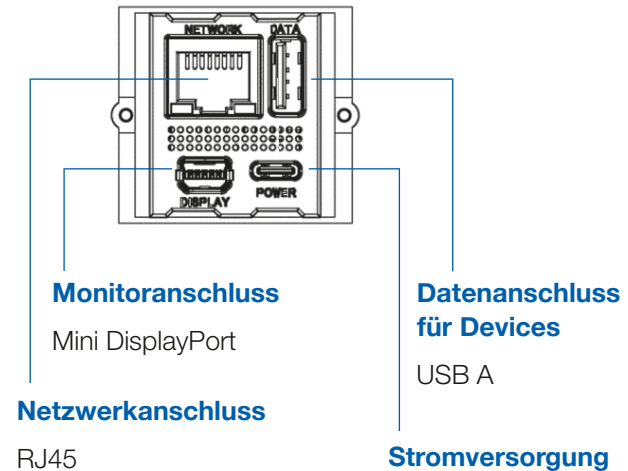 NETWORK
DATA
DISPLAY
POWER
Monitoranschluss
Mini DisplayPort
Datenanschluss
für Devices
USB A
Netzwerkanschluss
RJ45
Stromversorgung